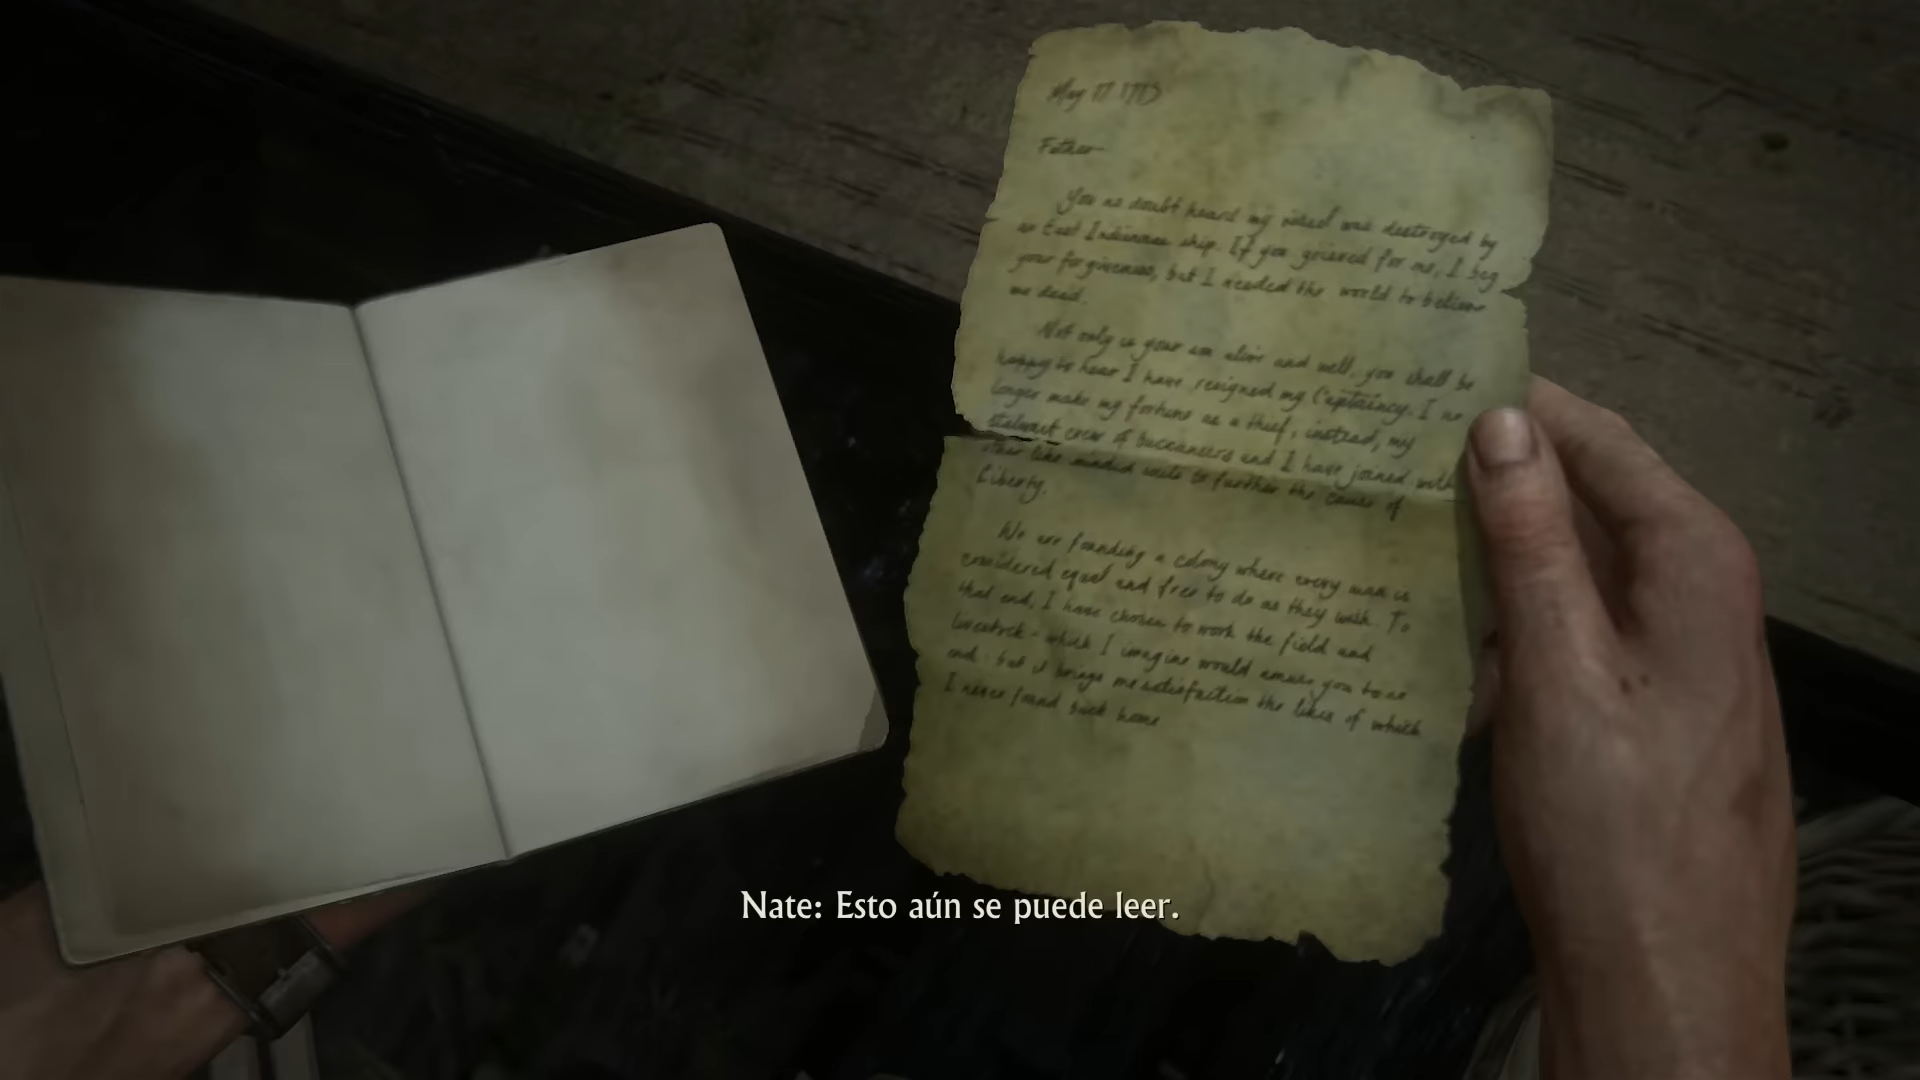 May 17 1713
Father-
You no doubt heard my vessel was destroyed by
an East Indiaman ship. If you grieved for me, I beg
your forgiveness, but I needed the world to believe
me dead.
Not only is your son alive and well, you shall be
happy to hear I have resigned my Captaincy. I no
longer make my fortune as a thief, instead, my
stalwart crew of buccaneers and I have joined with
other like minded souls to further the cause of
Liberty.
We are founding a colony where every man is
considered equal and free to do as they wish. To
that end, I have chosen to work the field and
livestock - which I imagine would amuse you to no
end - but it brings me satisfaction the likes of which
I never found back home
Nate: Esto aún se puede leer.